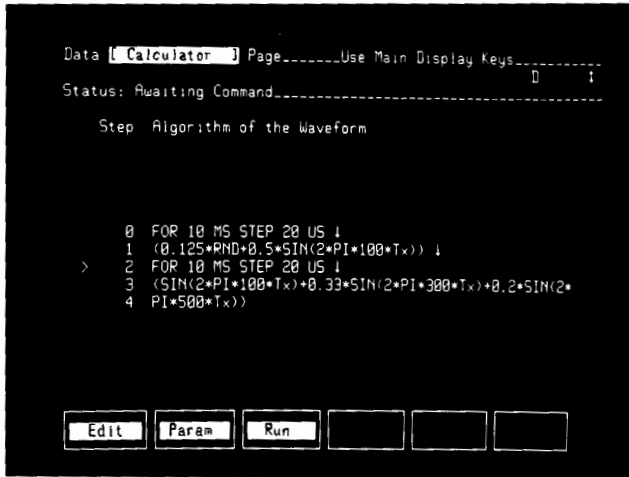 Data [ Calculator ] Page_______Use Main Display Keys___________
D ↕
Status: Awaiting Command_______________________________________
Step Algorithm of the Waveform
0 FOR 10 MS STEP 20 US ↓
1 (0.125*RND+0.5*SIN(2*PI*100*Tx)) ↓
> 2 FOR 10 MS STEP 20 US ↓
3 (SIN(2*PI*100*Tx)+0.33*SIN(2*PI*300*Tx)+0.2*SIN(2*
4 PI*500*Tx))
Edit Param Run